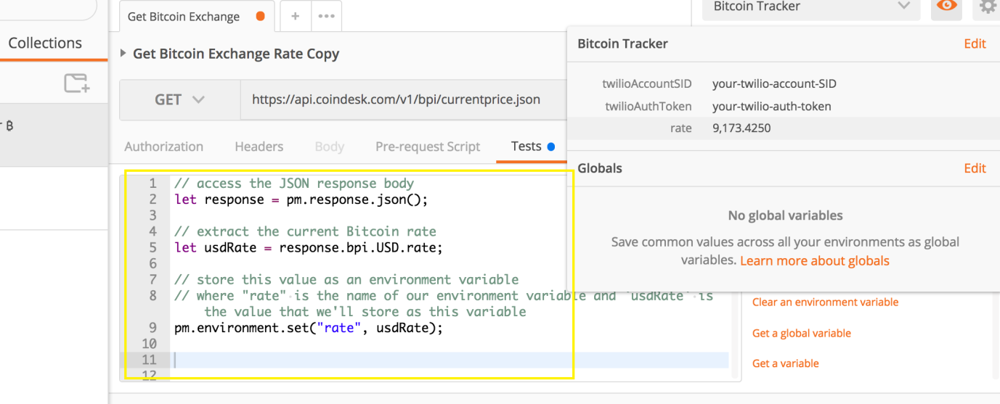 Get Bitcoin Exchange
+
•••
Bitcoin Tracker
Collections
Get Bitcoin Exchange Rate Copy
Bitcoin Tracker
Edit
GET
https://api.coindesk.com/v1/bpi/currentprice.json
twilioAccountSID your-twilio-account-SID
twilioAuthToken your-twilio-auth-token
rate 9,173.4250
₿
Authorization Headers Body Pre-request Script Tests
Globals
Edit
No global variables
Save common values across all your environments as global
variables. Learn more about globals
1 // access the JSON response body
2 let response = pm.response.json();
3
4 // extract the current Bitcoin rate
5 let usdRate = response.bpi.USD.rate;
6
7 // store this value as an environment variable
8 // where "rate" is the name of our environment variable and `usdRate` is
the value that we'll store as this variable
9 pm.environment.set("rate", usdRate);
10
11
12
Clear an environment variable
Get a global variable
Get a variable